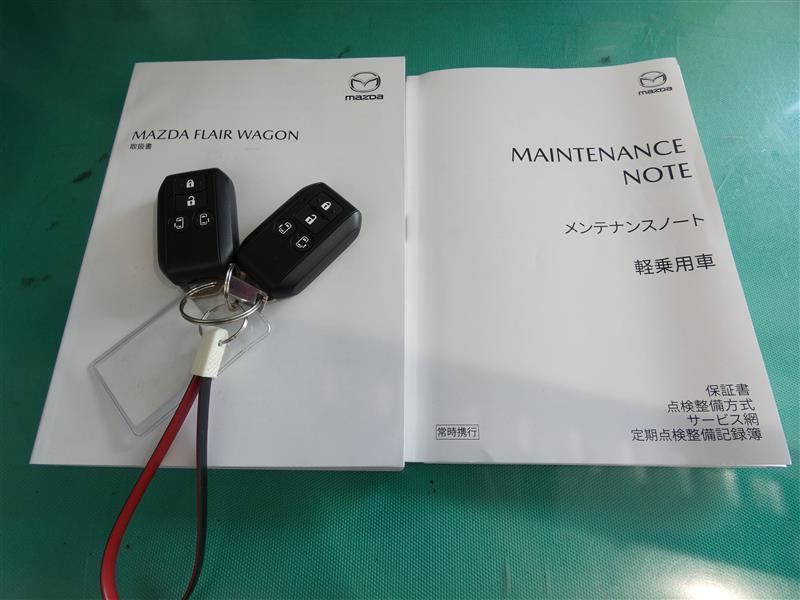 mazda
MAZDA FLAIR WAGON
取扱書
mazda
MAINTENANCE
NOTE
メンテナンスノート
軽乗用車
保証書
点検整備方式
サービス網
定期点検整備記録簿
常時携行